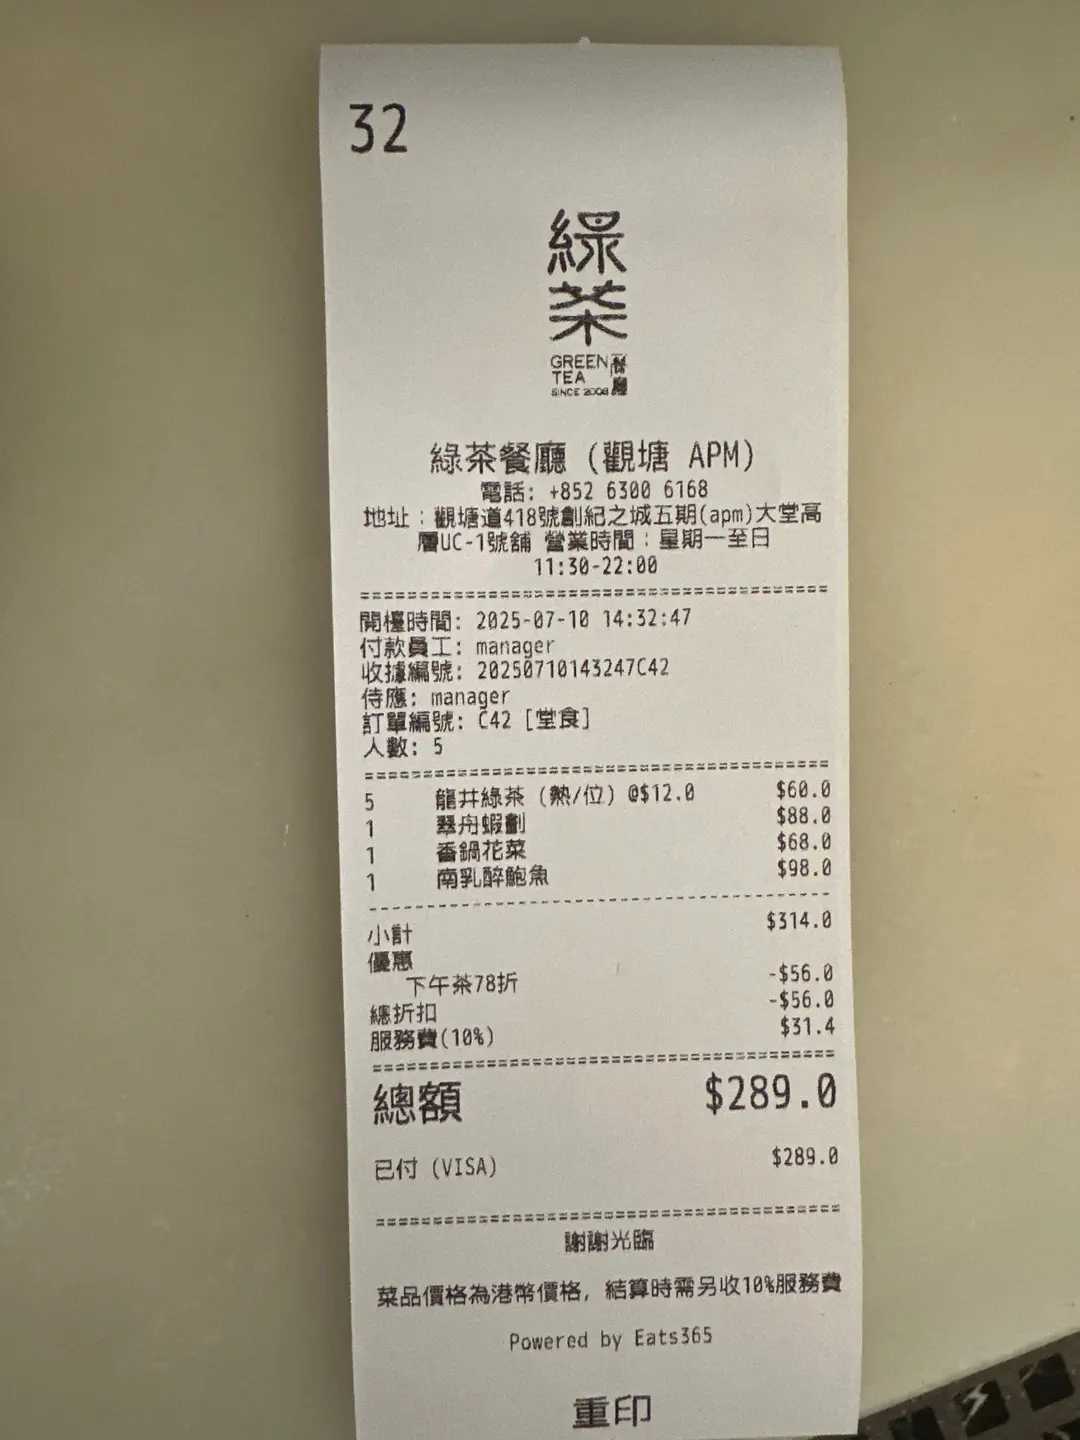 32
綠
茶
GREEN 餐
TEA 廳
SINCE 2008
綠茶餐廳 (觀塘 APM)
電話: +852 6300 6168
地址：觀塘道418號創紀之城五期(apm)大堂高
層UC-1號舖 營業時間：星期一至日
11:30-22:00
開檯時間: 2025-07-10 14:32:47
付款員工: manager
收據編號: 20250710143247C42
侍應: manager
訂單編號: C42 [堂食]
人數: 5
5 龍井綠茶 (熱/位) @$12.0 $60.0
1 翠舟蝦劃 $88.0
1 香鍋花菜 $68.0
1 南乳醉鮑魚 $98.0
小計 $314.0
優惠
下午茶78折 -$56.0
總折扣 -$56.0
服務費(10%) $31.4
總額 $289.0
已付 (VISA) $289.0
謝謝光臨
菜品價格為港幣價格, 結算時需另收10%服務費
Powered by Eats365
重印